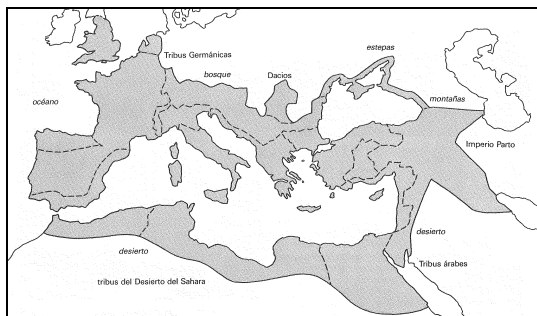 estepas
Tribus Germánicas
bosque
Dacios
océano
montañas
Imperio Parto
desierto
desierto
Tribus árabes
tribus del Desierto del Sahara